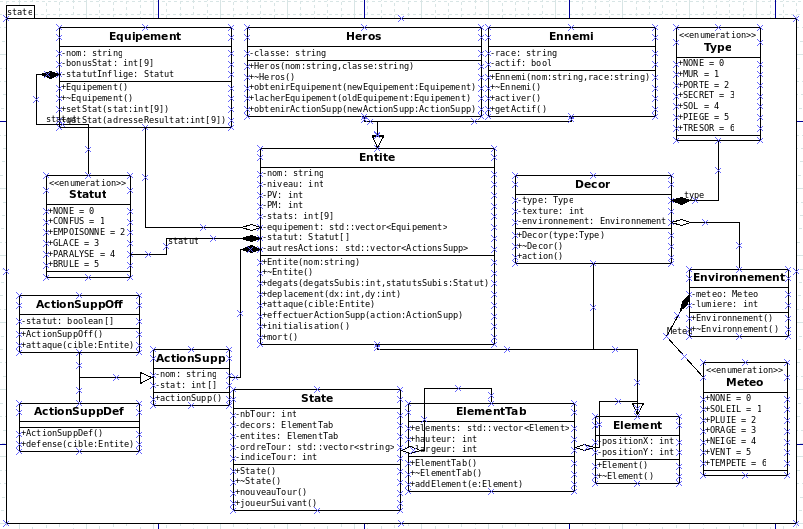 state
Equipement
-nom: string
-bonusStat: int[9]
-statutInflige: Statut
+Equipement()
+~Equipement()
+setStat(stat:int[9])
+getStat(adresseResultat:int[9])
Heros
-classe: string
+Heros(nom:string,classe:string)
+~Heros()
+obtenirEquipement(newEquipement:Equipement)
+lacherEquipement(oldEquipement:Equipement)
+obtenirActionSupp(newActionSupp:ActionSupp)
Ennemi
-race: string
-actif: bool
+Ennemi(nom:string,race:string)
+~Ennemi()
+activer()
+getActif()
<<enumeration>>
Type
+NONE = 0
+MUR = 1
+PORTE = 2
+SECRET = 3
+SOL = 4
+PIEGE = 5
+TRESOR = 6
<<enumeration>>
Statut
+NONE = 0
+CONFUS = 1
+EMPOISONNE = 2
+GLACE = 3
+PARALYSE = 4
+BRULE = 5
statut
Entite
-nom: string
-niveau: int
-PV: int
-PM: int
-stats: int[9]
-equipement: std::vector<Equipement>
-statut: Statut[]
-autresActions: std::vector<ActionsSupp>
+Entite(nom:string)
+~Entite()
+degats(degatsSubis:int,statutsSubis:Statut)
+deplacement(dx:int,dy:int)
+attaque(cible:Entite)
+effectuerActionSupp(action:ActionSupp)
+initialisation()
+mort()
Decor
-type: Type
-texture: int
-environnement: Environnement
+Decor(type:Type)
+~Decor()
+action()
type
Environnement
-meteo: Meteo
-lumiere: int
+Environnement()
+~Environnement()
<<enumeration>>
Meteo
+NONE = 0
+SOLEIL = 1
+PLUIE = 2
+ORAGE = 3
+NEIGE = 4
+VENT = 5
+TEMPETE = 6
ActionSuppOff
-statut: boolean[]
+ActionSuppOff()
+attaque(cible:Entite)
ActionSupp
-nom: string
-stat: int[]
+actionSupp()
ActionSuppDef
+ActionSuppDef()
+defense(cible:Entite)
State
-nbTour: int
-decors: ElementTab
-entites: ElementTab
-ordreTour: std::vector<string>
-indiceTour: int
+State()
+~State()
+nouveauTour()
+joueurSuivant()
ElementTab
+elements: std::vector<Element>
+hauteur: int
+largeur: int
+ElementTab()
+~ElementTab()
+addElement(e:Element)
Element
-positionX: int
-positionY: int
+Element()
+~Element()